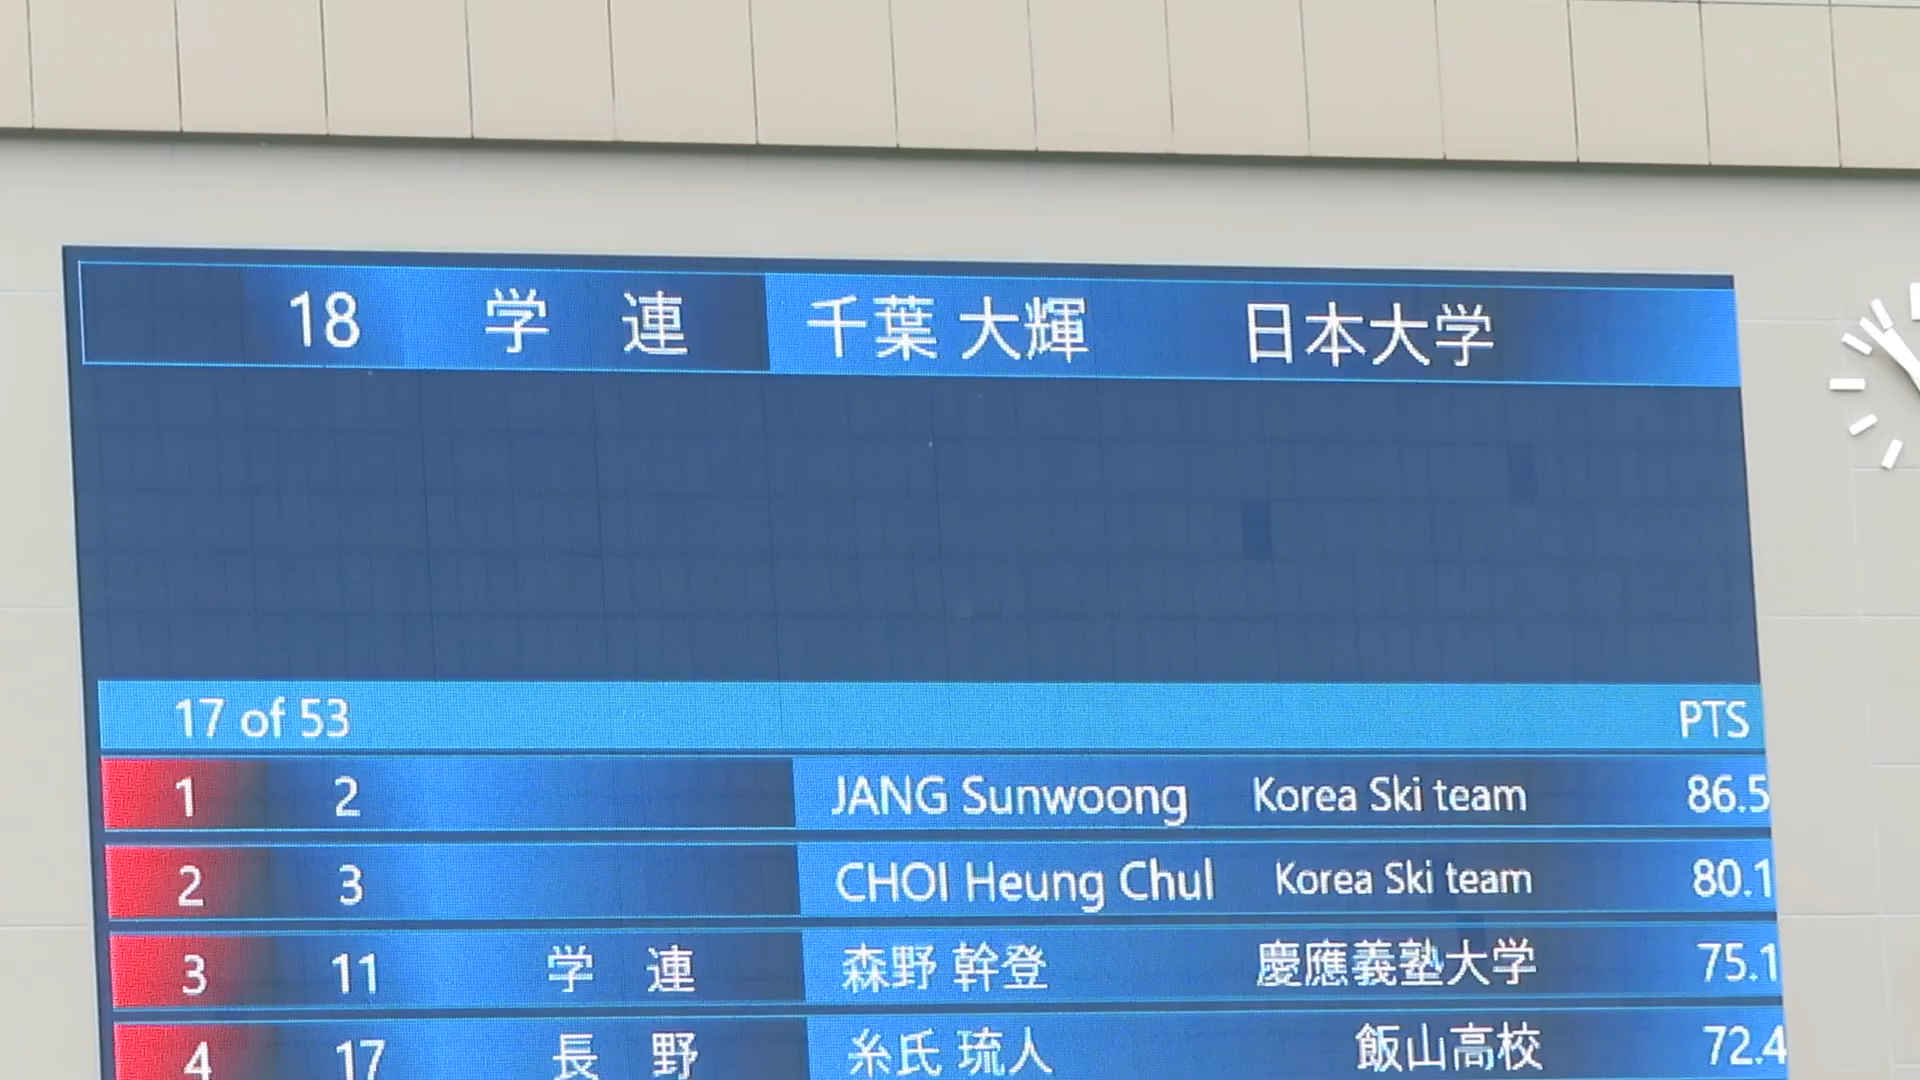 18 学 連 千葉 大輝 日本大学
17 of 53 PTS
1 2 JANG Sunwoong Korea Ski team 86.5
2 3 CHOI Heung Chul Korea Ski team 80.1
3 11 学 連 森野 幹登 慶應義塾大学 75.1
4 17 長 野 糸氏 琉人 飯山高校 72.4